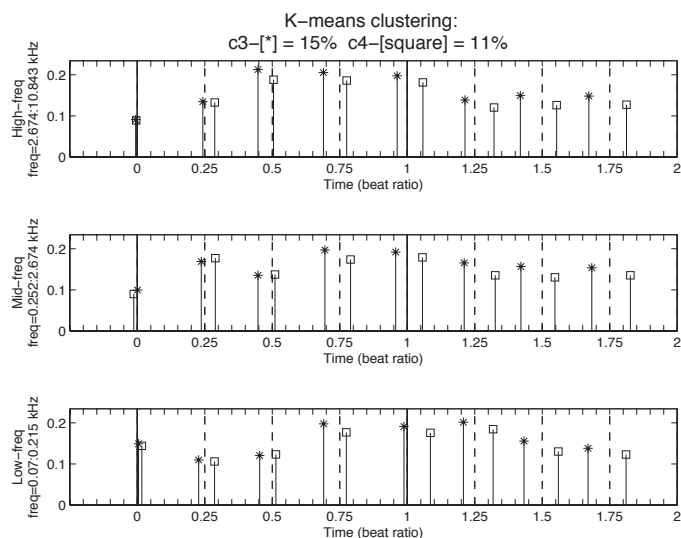 K-means clustering:
c3-[*] = 15% c4-[square] = 11%
High-freq
freq=2.674:10.843 kHz
0.2
0.1
0
0 0.25 0.5 0.75 1 1.25 1.5 1.75 2
Time (beat ratio)
Mid-freq
freq=0.252:2.674 kHz
0.2
0.1
0
0 0.25 0.5 0.75 1 1.25 1.5 1.75 2
Time (beat ratio)
Low-freq
freq=0.07:0.215 kHz
0.2
0.1
0
0 0.25 0.5 0.75 1 1.25 1.5 1.75 2
Time (beat ratio)